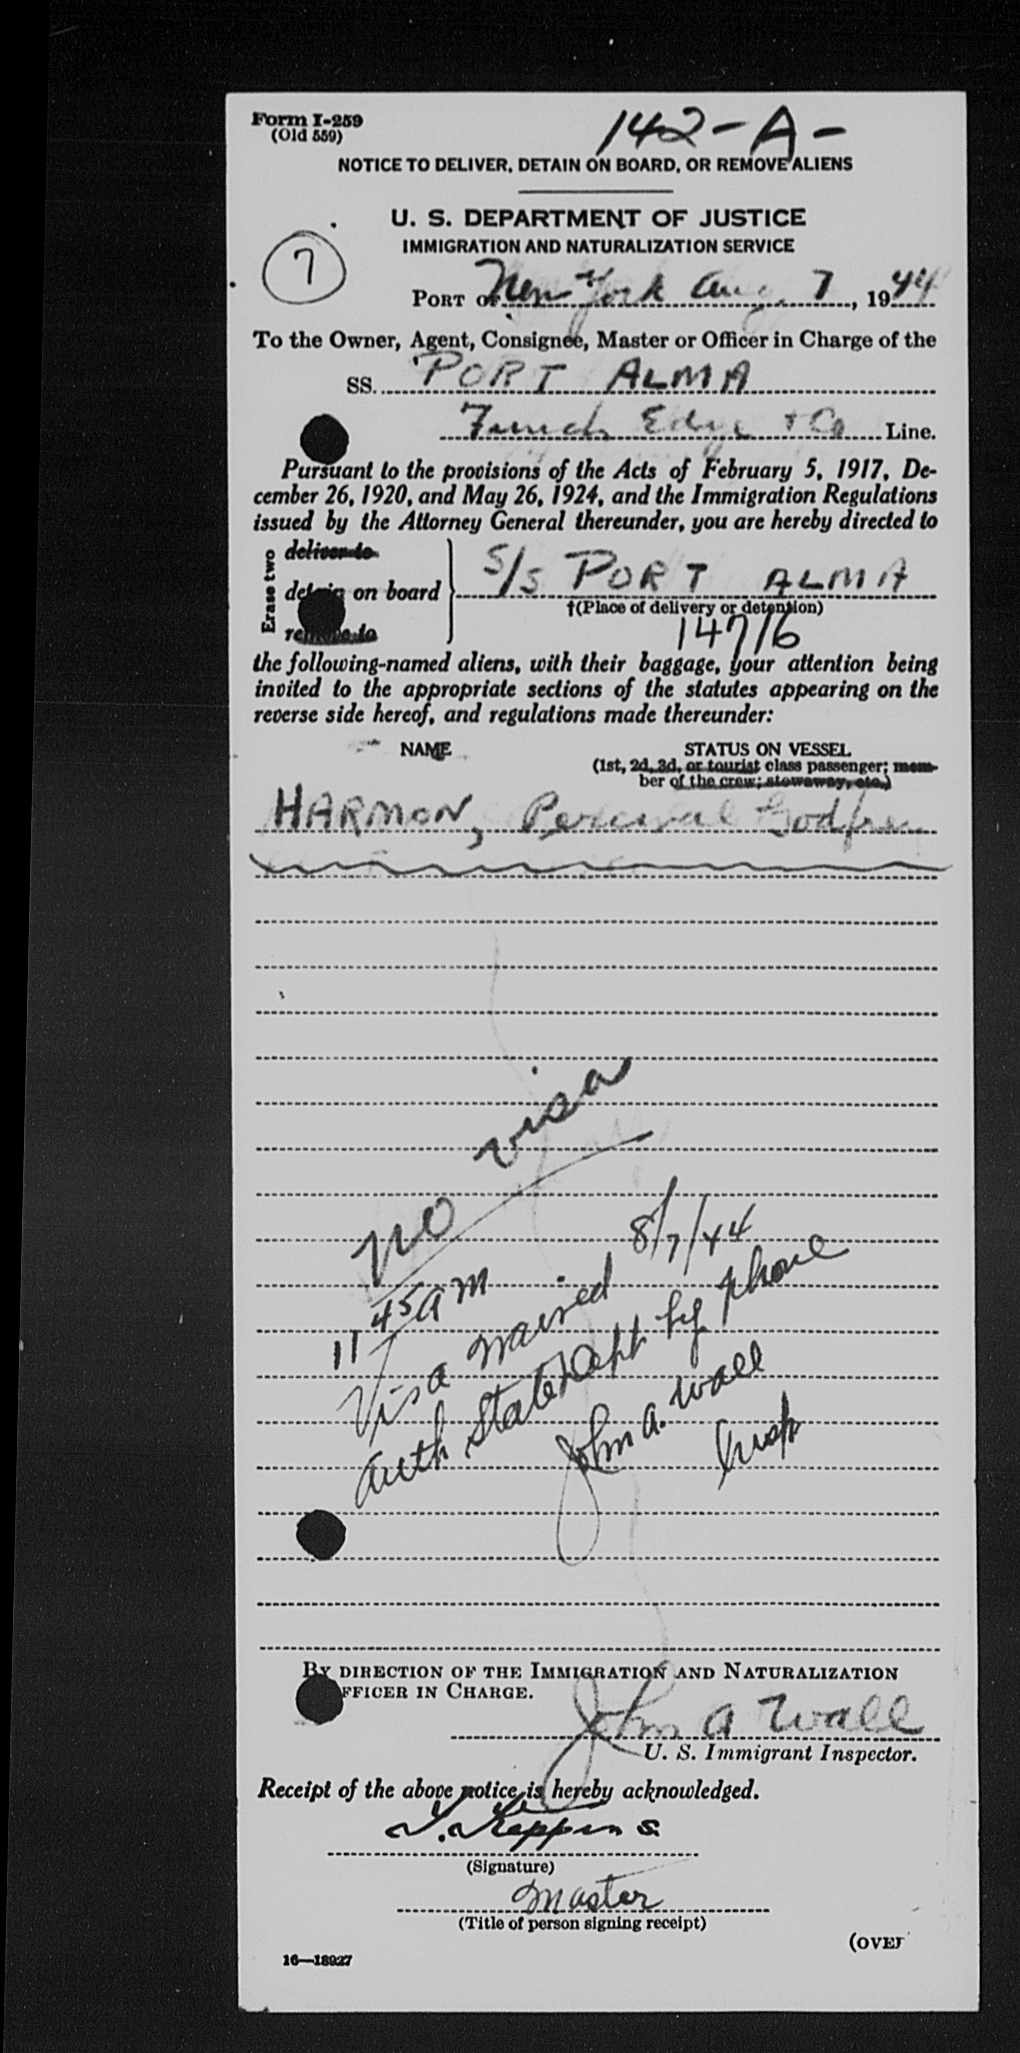 Form I-259
(Old 559)
142-A-
NOTICE TO DELIVER, DETAIN ON BOARD, OR REMOVE ALIENS
U. S. DEPARTMENT OF JUSTICE
IMMIGRATION AND NATURALIZATION SERVICE
7
PORT OF New York Aug. 7, 1944
To the Owner, Agent, Consignee, Master or Officer in Charge of the
SS. PORT ALMA
Funch Edye + Co Line.
Pursuant to the provisions of the Acts of February 5, 1917, De-
cember 26, 1920, and May 26, 1924, and the Immigration Regulations
issued by the Attorney General thereunder, you are hereby directed to
Erase two
deliver to
detain on board
remove to
S/S PORT ALMA
†(Place of delivery or detention)
14716
the following-named aliens, with their baggage, your attention being
invited to the appropriate sections of the statutes appearing on the
reverse side hereof, and regulations made thereunder:
NAME
STATUS ON VESSEL
(1st, 2d, 3d, or tourist class passenger; mem-
ber of the crew; stowaway, etc.)
HARMON, Percival Godfrey
no visa
11 45 am 8/7/44
Visa waived
auth State Dept by phone
John A. Wall
Insp
BY DIRECTION OF THE IMMIGRATION AND NATURALIZATION
OFFICER IN CHARGE.
John A Wall
U. S. Immigrant Inspector.
Receipt of the above notice is hereby acknowledged.
(Signature)
Master
(Title of person signing receipt)
(OVER
16—18927